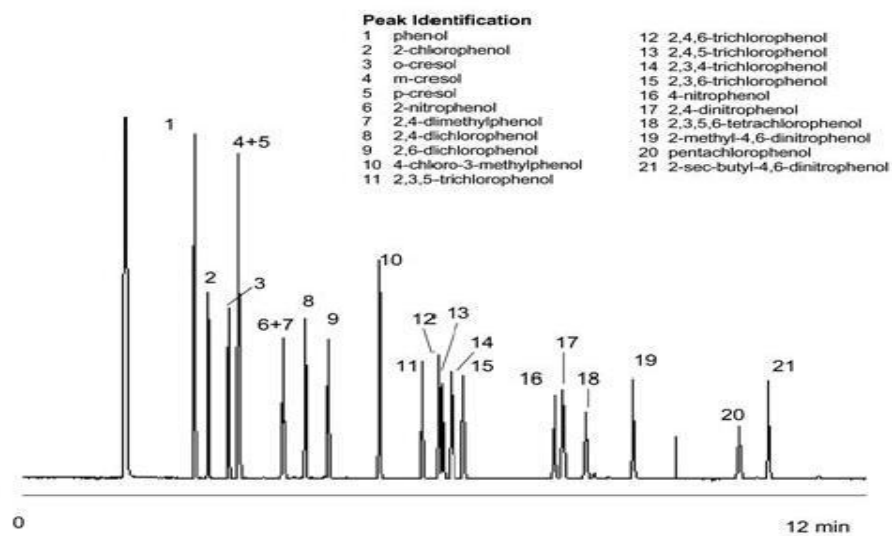 Peak Identification
1 phenol
2 2-chlorophenol
3 o-cresol
4 m-cresol
5 p-cresol
6 2-nitrophenol
7 2,4-dlimethylphenol
8 2,4-dlichlorophenol
9 2,6-dlichlorophenol
10 4-chloro-3-methylphenol
11 2,3,5-trichlorophenol
12 2,4,6-trichlorophenol
13 2,4,5-trichlorophenol
14 2,3,4-trichlorophenol
15 2,3,6-trichlorophenol
16 4-nitrophenol
17 2,4-dinitrophenol
18 2,3,5,6-tetrachlorophenol
19 2-methyl-4,6-dinitrophenol
20 pentachlorophenol
21 2-sec-butyl-4,6-dinitrophenol
1
4+5
2
3
6+7
8
9
10
11
12
13
14
15
16
17
18
19
20
21
0
12 min